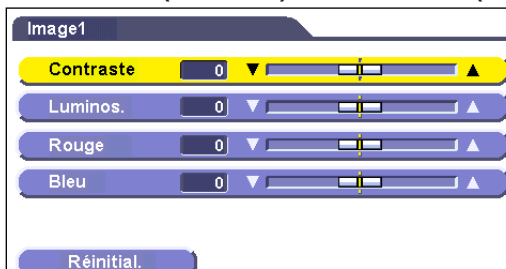 Image1
Contraste 0
Luminos. 0
Rouge 0
Bleu 0
Réinitial.